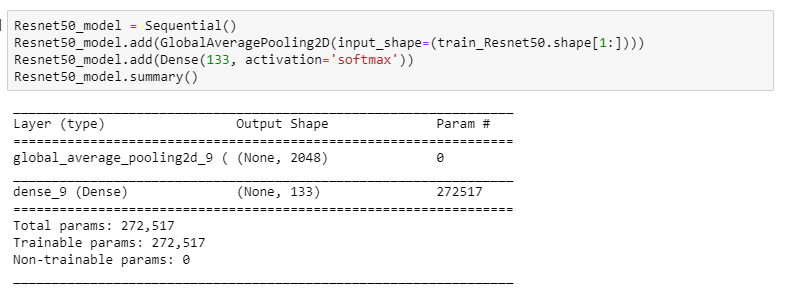 Resnet50_model = Sequential()
Resnet50_model.add(GlobalAveragePooling2D(input_shape=(train_Resnet50.shape[1:])))
Resnet50_model.add(Dense(133, activation='softmax'))
Resnet50_model.summary()
_________________________________________________________________
Layer (type)                 Output Shape              Param #
=================================================================
global_average_pooling2d_9 ( (None, 2048)              0
_________________________________________________________________
dense_9 (Dense)              (None, 133)               272517
=================================================================
Total params: 272,517
Trainable params: 272,517
Non-trainable params: 0
_________________________________________________________________